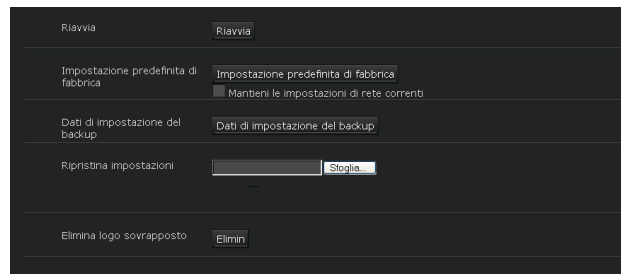 Riavvia Riavvia
Impostazione predefinita di fabbrica Impostazione predefinita di fabbrica
Mantieni le impostazioni di rete correnti
Dati di impostazione del backup Dati di impostazione del backup
Ripristina impostazioni Sfoglia...
Elimina logo sovrapposto Elimin